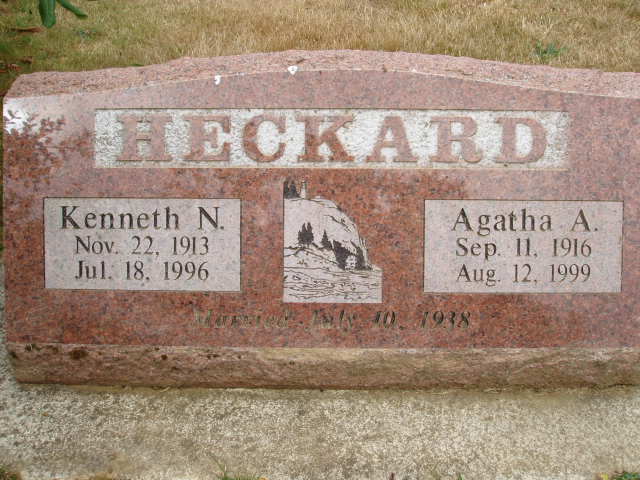 HECKARD
Kenneth N.
Nov. 22, 1913
Jul. 18, 1996
Agatha A.
Sep. 11, 1916
Aug. 12, 1999
Married July 10, 1938